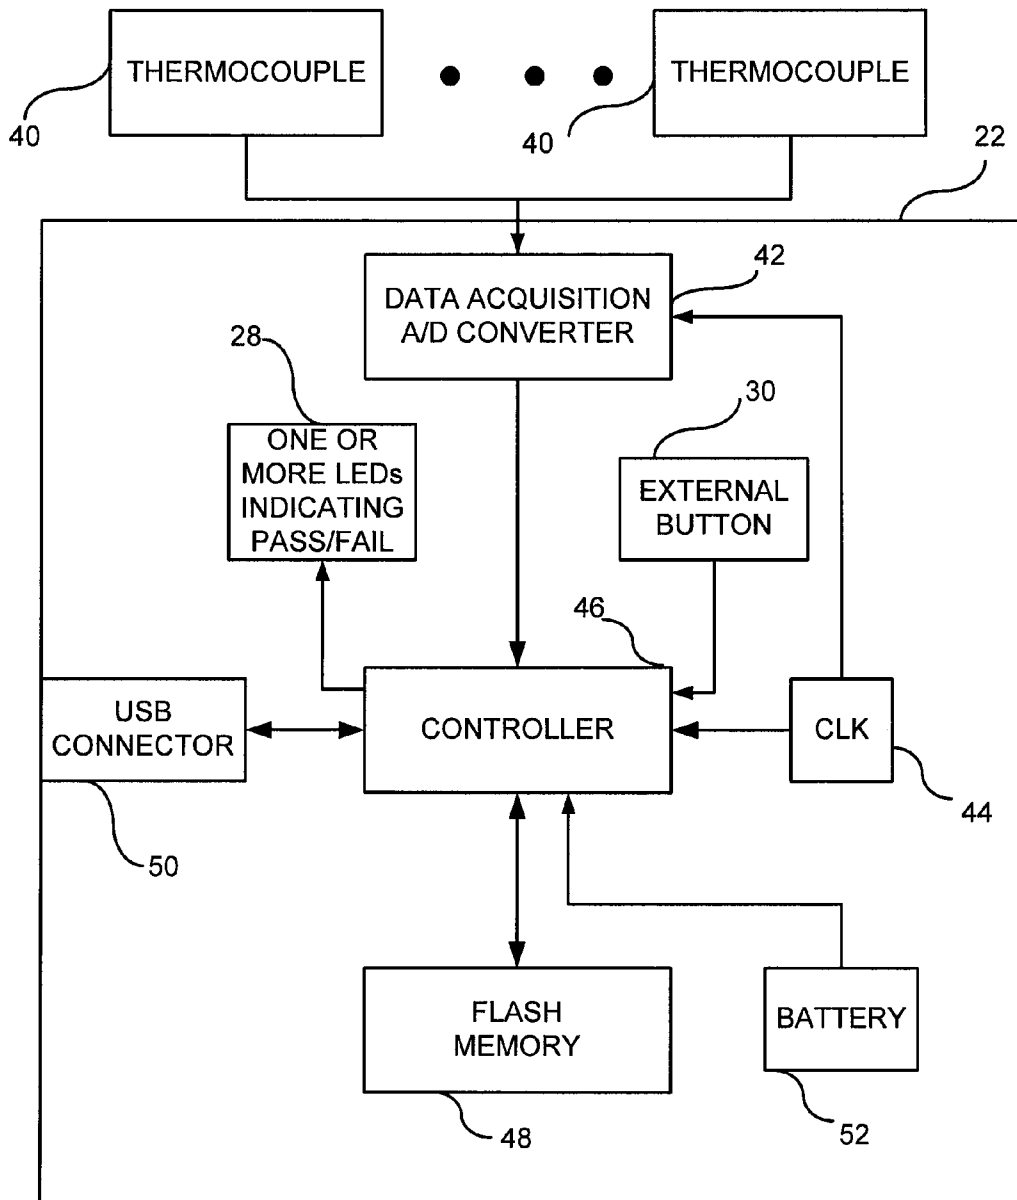 THERMOCOUPLE
THERMOCOUPLE
40
40
22
DATA ACQUISITION
A/D CONVERTER
42
28
ONE OR
MORE LEDs
INDICATING
PASS/FAIL
30
EXTERNAL
BUTTON
46
USB
CONNECTOR
CONTROLLER
CLK
44
50
FLASH
MEMORY
BATTERY
48
52